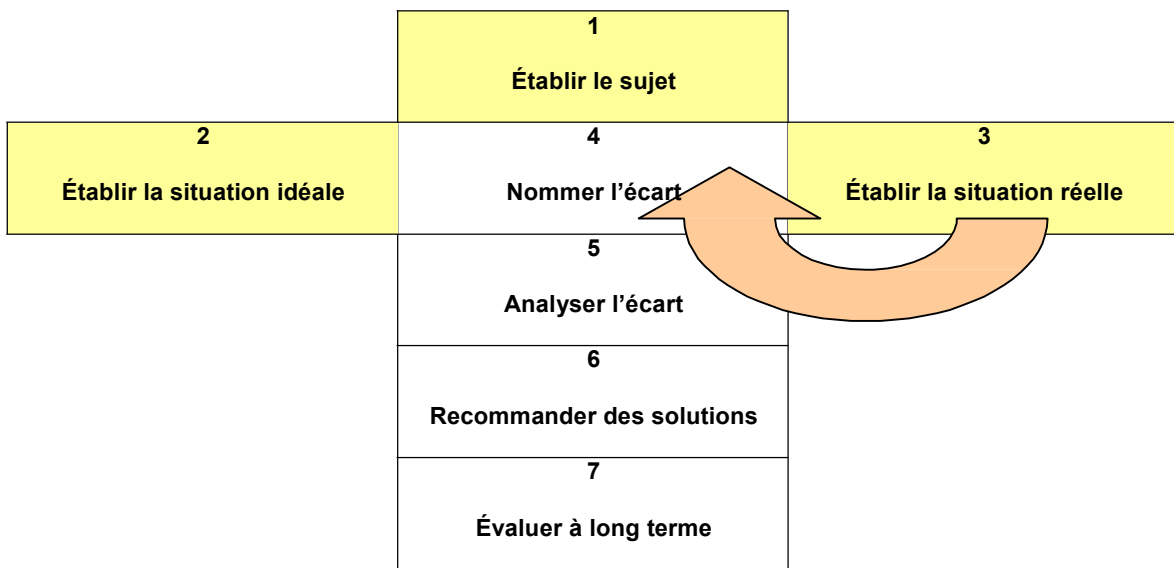 1
Établir le sujet
2
Établir la situation idéale
4
Nommer l'écart
3
Établir la situation réelle
5
Analyser l'écart
6
Recommander des solutions
7
Évaluer à long terme